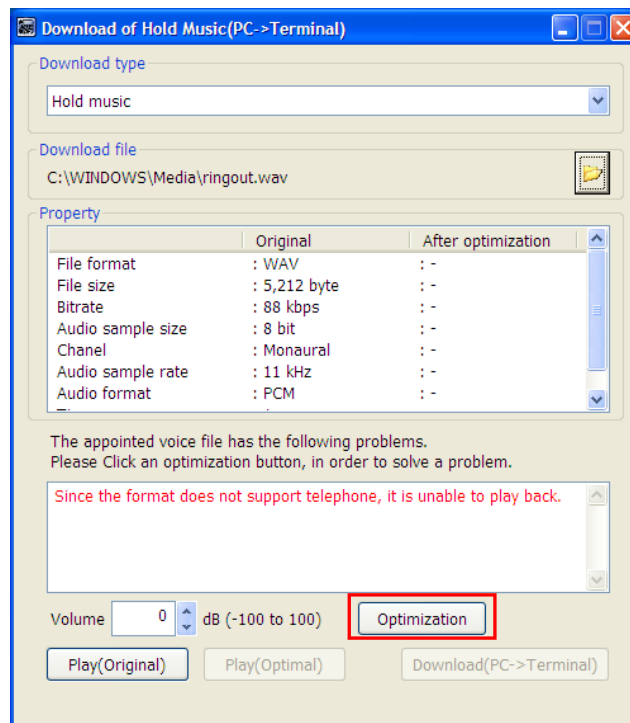 Download of Hold Music(PC->Terminal)
Download type
Hold music
Download file
C:\WINDOWS\Media\ringout.wav
Property
Original After optimization
File format : WAV : -
File size : 5,212 byte : -
Bitrate : 88 kbps : -
Audio sample size : 8 bit : -
Chanel : Monaural : -
Audio sample rate : 11 kHz : -
Audio format : PCM : -
The appointed voice file has the following problems.
Please Click an optimization button, in order to solve a problem.
Since the format does not support telephone, it is unable to play back.
Volume 0 dB (-100 to 100) Optimization
Play(Original) Play(Optimal) Download(PC->Terminal)